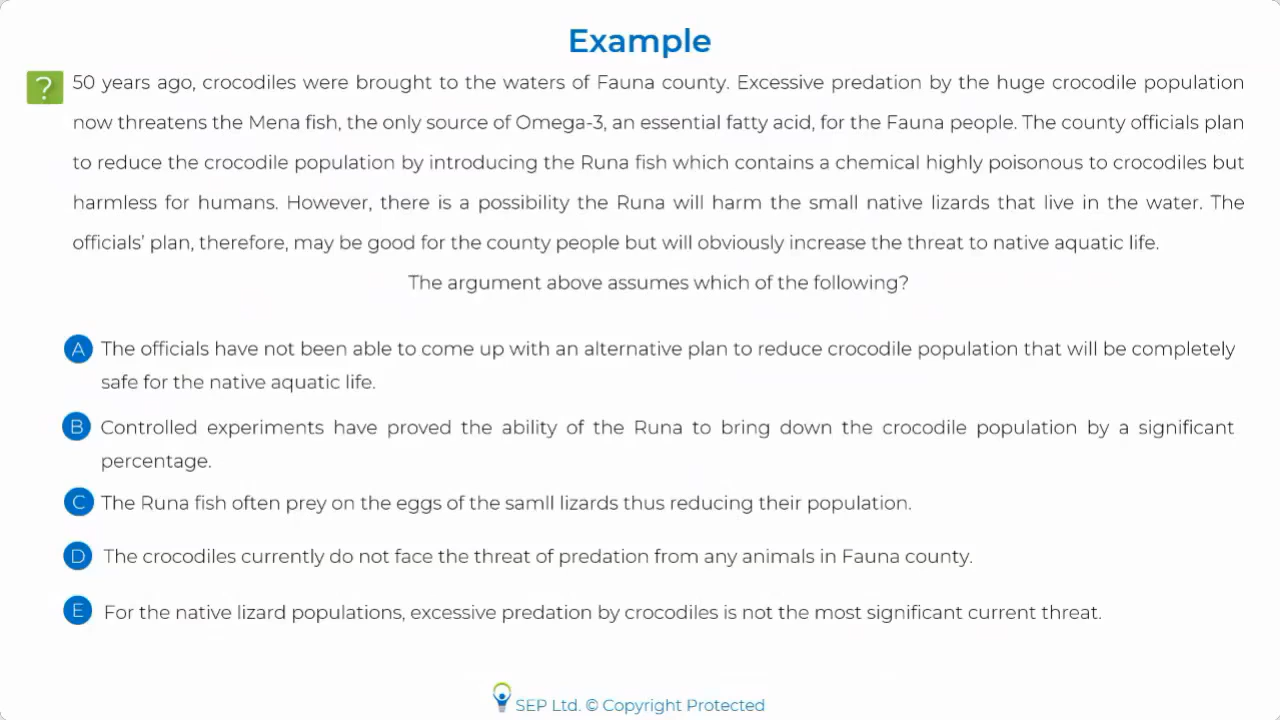 Example
? 50 years ago, crocodiles were brought to the waters of Fauna county. Excessive predation by the huge crocodile population
now threatens the Mena fish, the only source of Omega-3, an essential fatty acid, for the Fauna people. The county officials plan
to reduce the crocodile population by introducing the Runa fish which contains a chemical highly poisonous to crocodiles but
harmless for humans. However, there is a possibility the Runa will harm the small native lizards that live in the water. The
officials' plan, therefore, may be good for the county people but will obviously increase the threat to native aquatic life.
The argument above assumes which of the following?
A The officials have not been able to come up with an alternative plan to reduce crocodile population that will be completely
safe for the native aquatic life.
B Controlled experiments have proved the ability of the Runa to bring down the crocodile population by a significant
percentage.
C The Runa fish often prey on the eggs of the samll lizards thus reducing their population.
D The crocodiles currently do not face the threat of predation from any animals in Fauna county.
E For the native lizard populations, excessive predation by crocodiles is not the most significant current threat.
SEP Ltd. © Copyright Protected